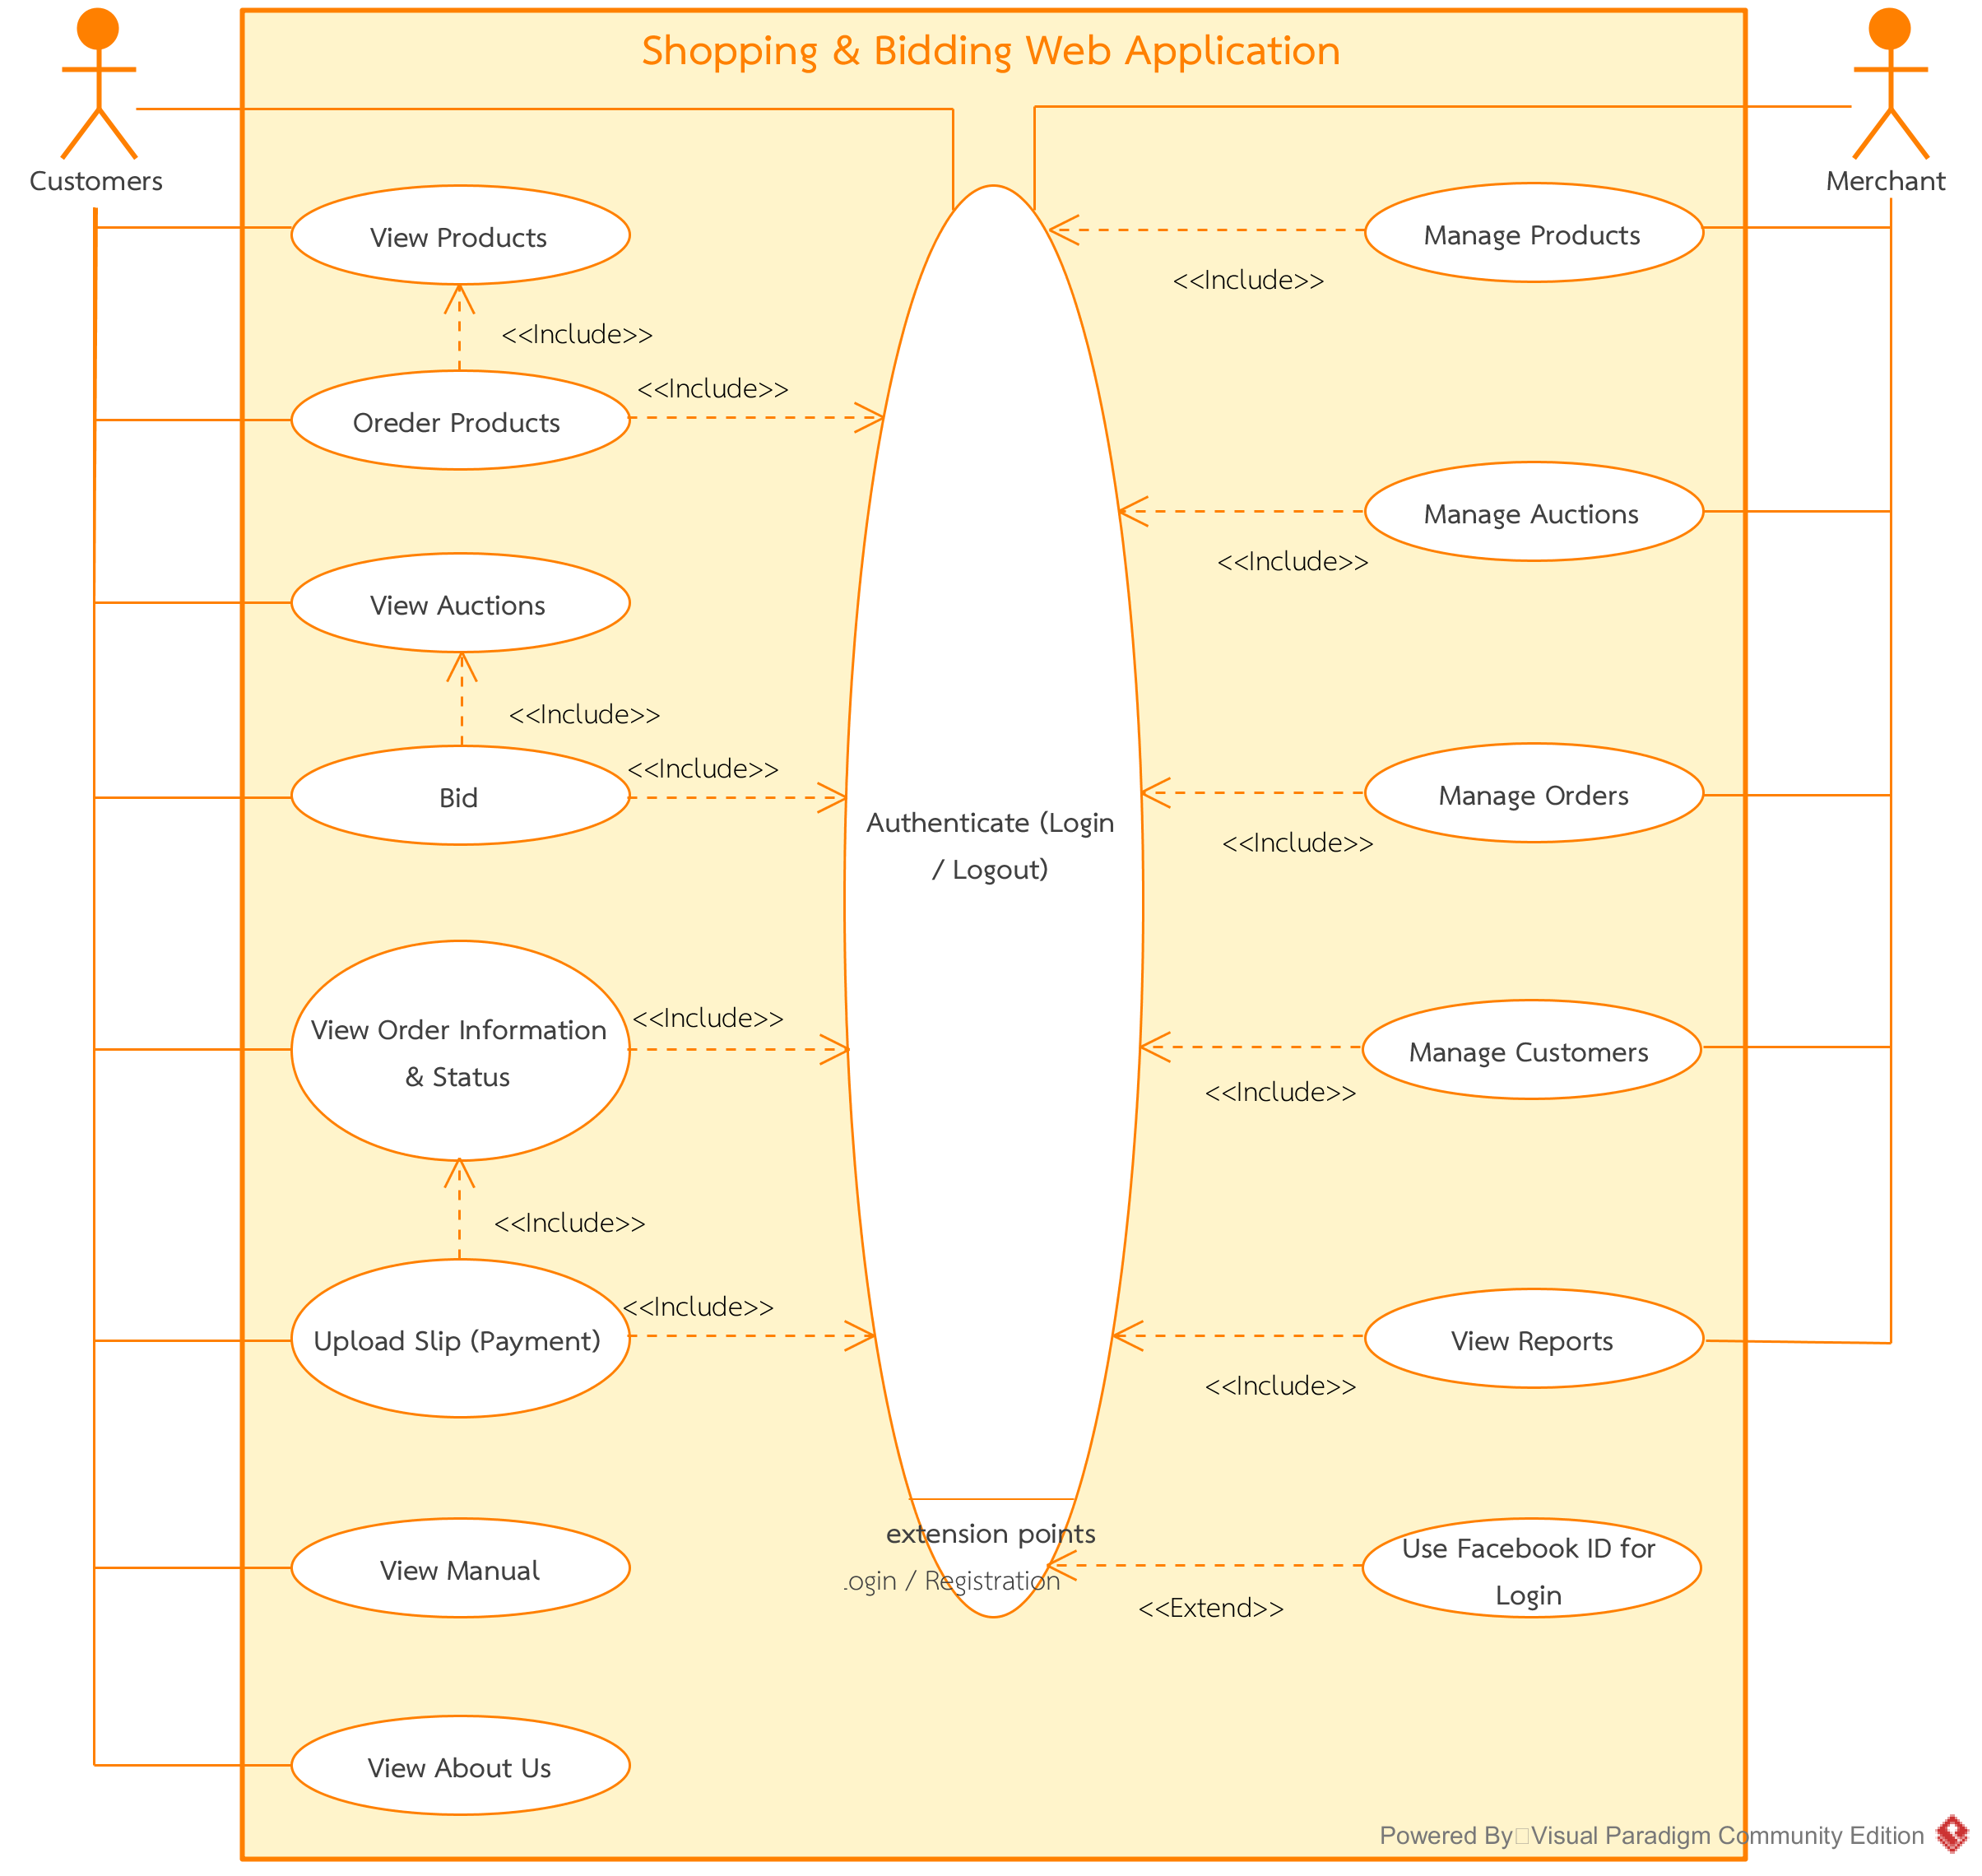 Shopping & Bidding Web Application
Customers
Merchant
View Products
Manage Products
<<Include>>
<<Include>>
<<Include>>
Oreder Products
Manage Auctions
<<Include>>
View Auctions
<<Include>>
<<Include>>
Bid
Manage Orders
Authenticate (Login
/ Logout)
<<Include>>
<<Include>>
View Order Information
& Status
Manage Customers
<<Include>>
<<Include>>
<<Include>>
Upload Slip (Payment)
View Reports
<<Include>>
extension points
.ogin / Registration
Use Facebook ID for
Login
View Manual
<<Extend>>
View About Us
Powered By□Visual Paradigm Community Edition